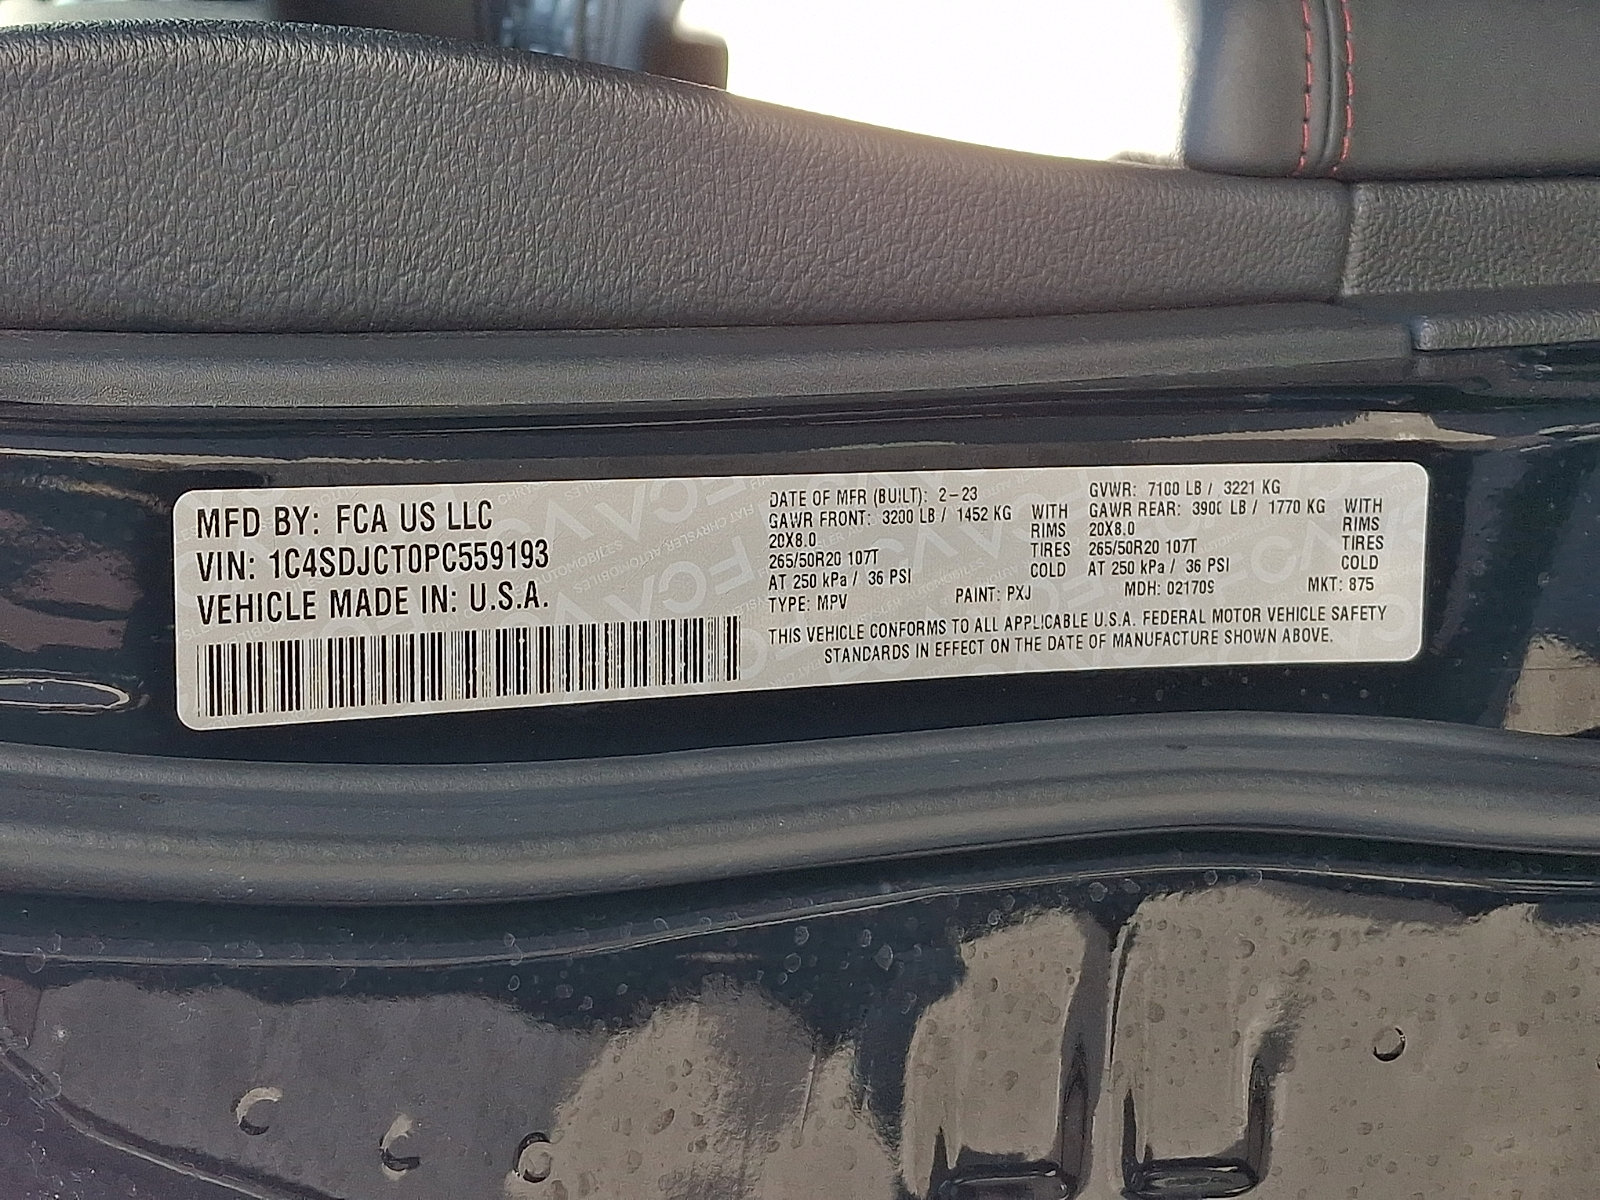 MFD BY: FCA US LLC
VIN: 1C4SDJCT0PC559193
VEHICLE MADE IN: U.S.A.
DATE OF MFR (BUILT): 2-23
GAWR FRONT: 3200 LB / 1452 KG WITH
20X8.0 RIMS
265/50R20 107T TIRES
AT 250 kPa / 36 PSI COLD
GVWR: 7100 LB / 3221 KG
GAWR REAR: 3900 LB / 1770 KG WITH
20X8.0 RIMS
265/50R20 107T TIRES
AT 250 kPa / 36 PSI COLD
TYPE: MPV PAINT: PXJ MDH: 021709 MKT: 875
THIS VEHICLE CONFORMS TO ALL APPLICABLE U.S.A. FEDERAL MOTOR VEHICLE SAFETY
STANDARDS IN EFFECT ON THE DATE OF MANUFACTURE SHOWN ABOVE.